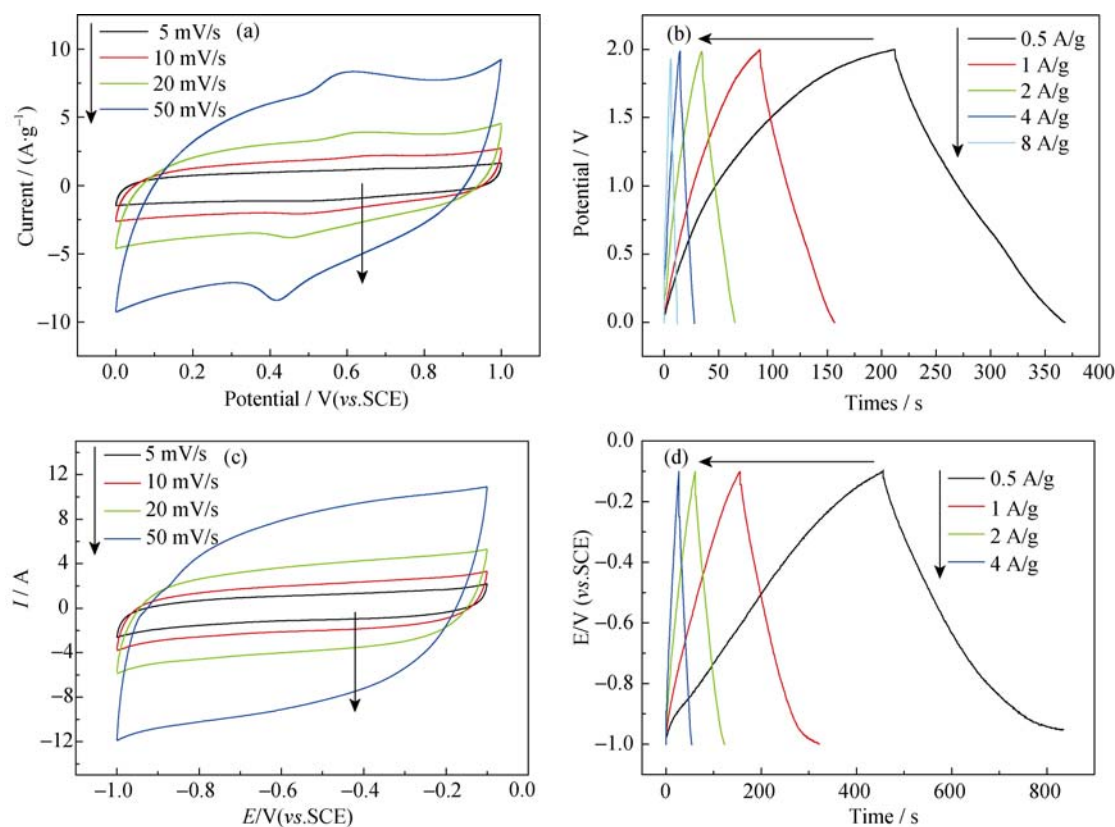 (a)
5 mV/s
10 mV/s
20 mV/s
50 mV/s
10
5
0
−5
−10
Current / (A·g⁻¹)
0.0 0.2 0.4 0.6 0.8 1.0
Potential / V(vs.SCE)
(b)
0.5 A/g
1 A/g
2 A/g
4 A/g
8 A/g
2.0
1.5
1.0
0.5
0.0
Potential / V
0 50 100 150 200 250 300 350 400
Times / s
(c)
5 mV/s
10 mV/s
20 mV/s
50 mV/s
12
8
4
0
−4
−8
−12
I / A
−1.0 −0.8 −0.6 −0.4 −0.2 0.0
E/V(vs.SCE)
(d)
0.5 A/g
1 A/g
2 A/g
4 A/g
0.0
−0.2
−0.4
−0.6
−0.8
−1.0
E/V (vs.SCE)
0 200 400 600 800
Time / s